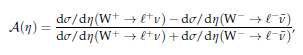 𝒜(η) = dσ/dη(W⁺ → ℓ⁺ν) − dσ/dη(W⁻ → ℓ⁻ν̄) / dσ/dη(W⁺ → ℓ⁺ν) + dσ/dη(W⁻ → ℓ⁻ν̄)'